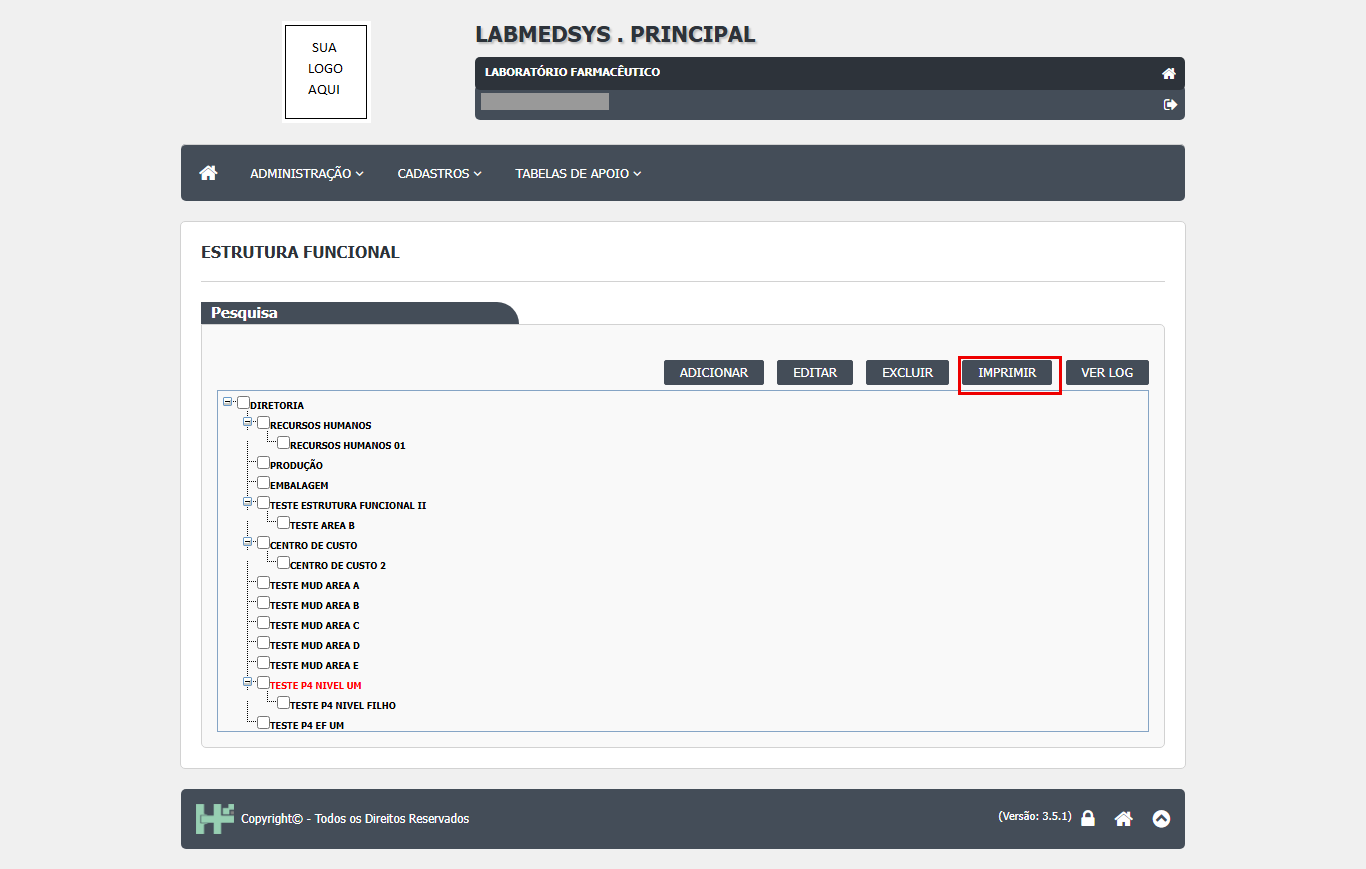 SUA
LOGO
AQUI
LABMEDSYS . PRINCIPAL
LABORATÓRIO FARMACÊUTICO
ADMINISTRAÇÃO CADASTROS TABELAS DE APOIO
ESTRUTURA FUNCIONAL
Pesquisa
ADICIONAR EDITAR EXCLUIR IMPRIMIR VER LOG
DIRETORIA
RECURSOS HUMANOS
RECURSOS HUMANOS 01
PRODUÇÃO
EMBALAGEM
TESTE ESTRUTURA FUNCIONAL II
TESTE AREA B
CENTRO DE CUSTO
CENTRO DE CUSTO 2
TESTE MUD AREA A
TESTE MUD AREA B
TESTE MUD AREA C
TESTE MUD AREA D
TESTE MUD AREA E
TESTE P4 NIVEL UM
TESTE P4 NIVEL FILHO
TESTE P4 EF UM
Copyright© - Todos os Direitos Reservados (Versão: 3.5.1)